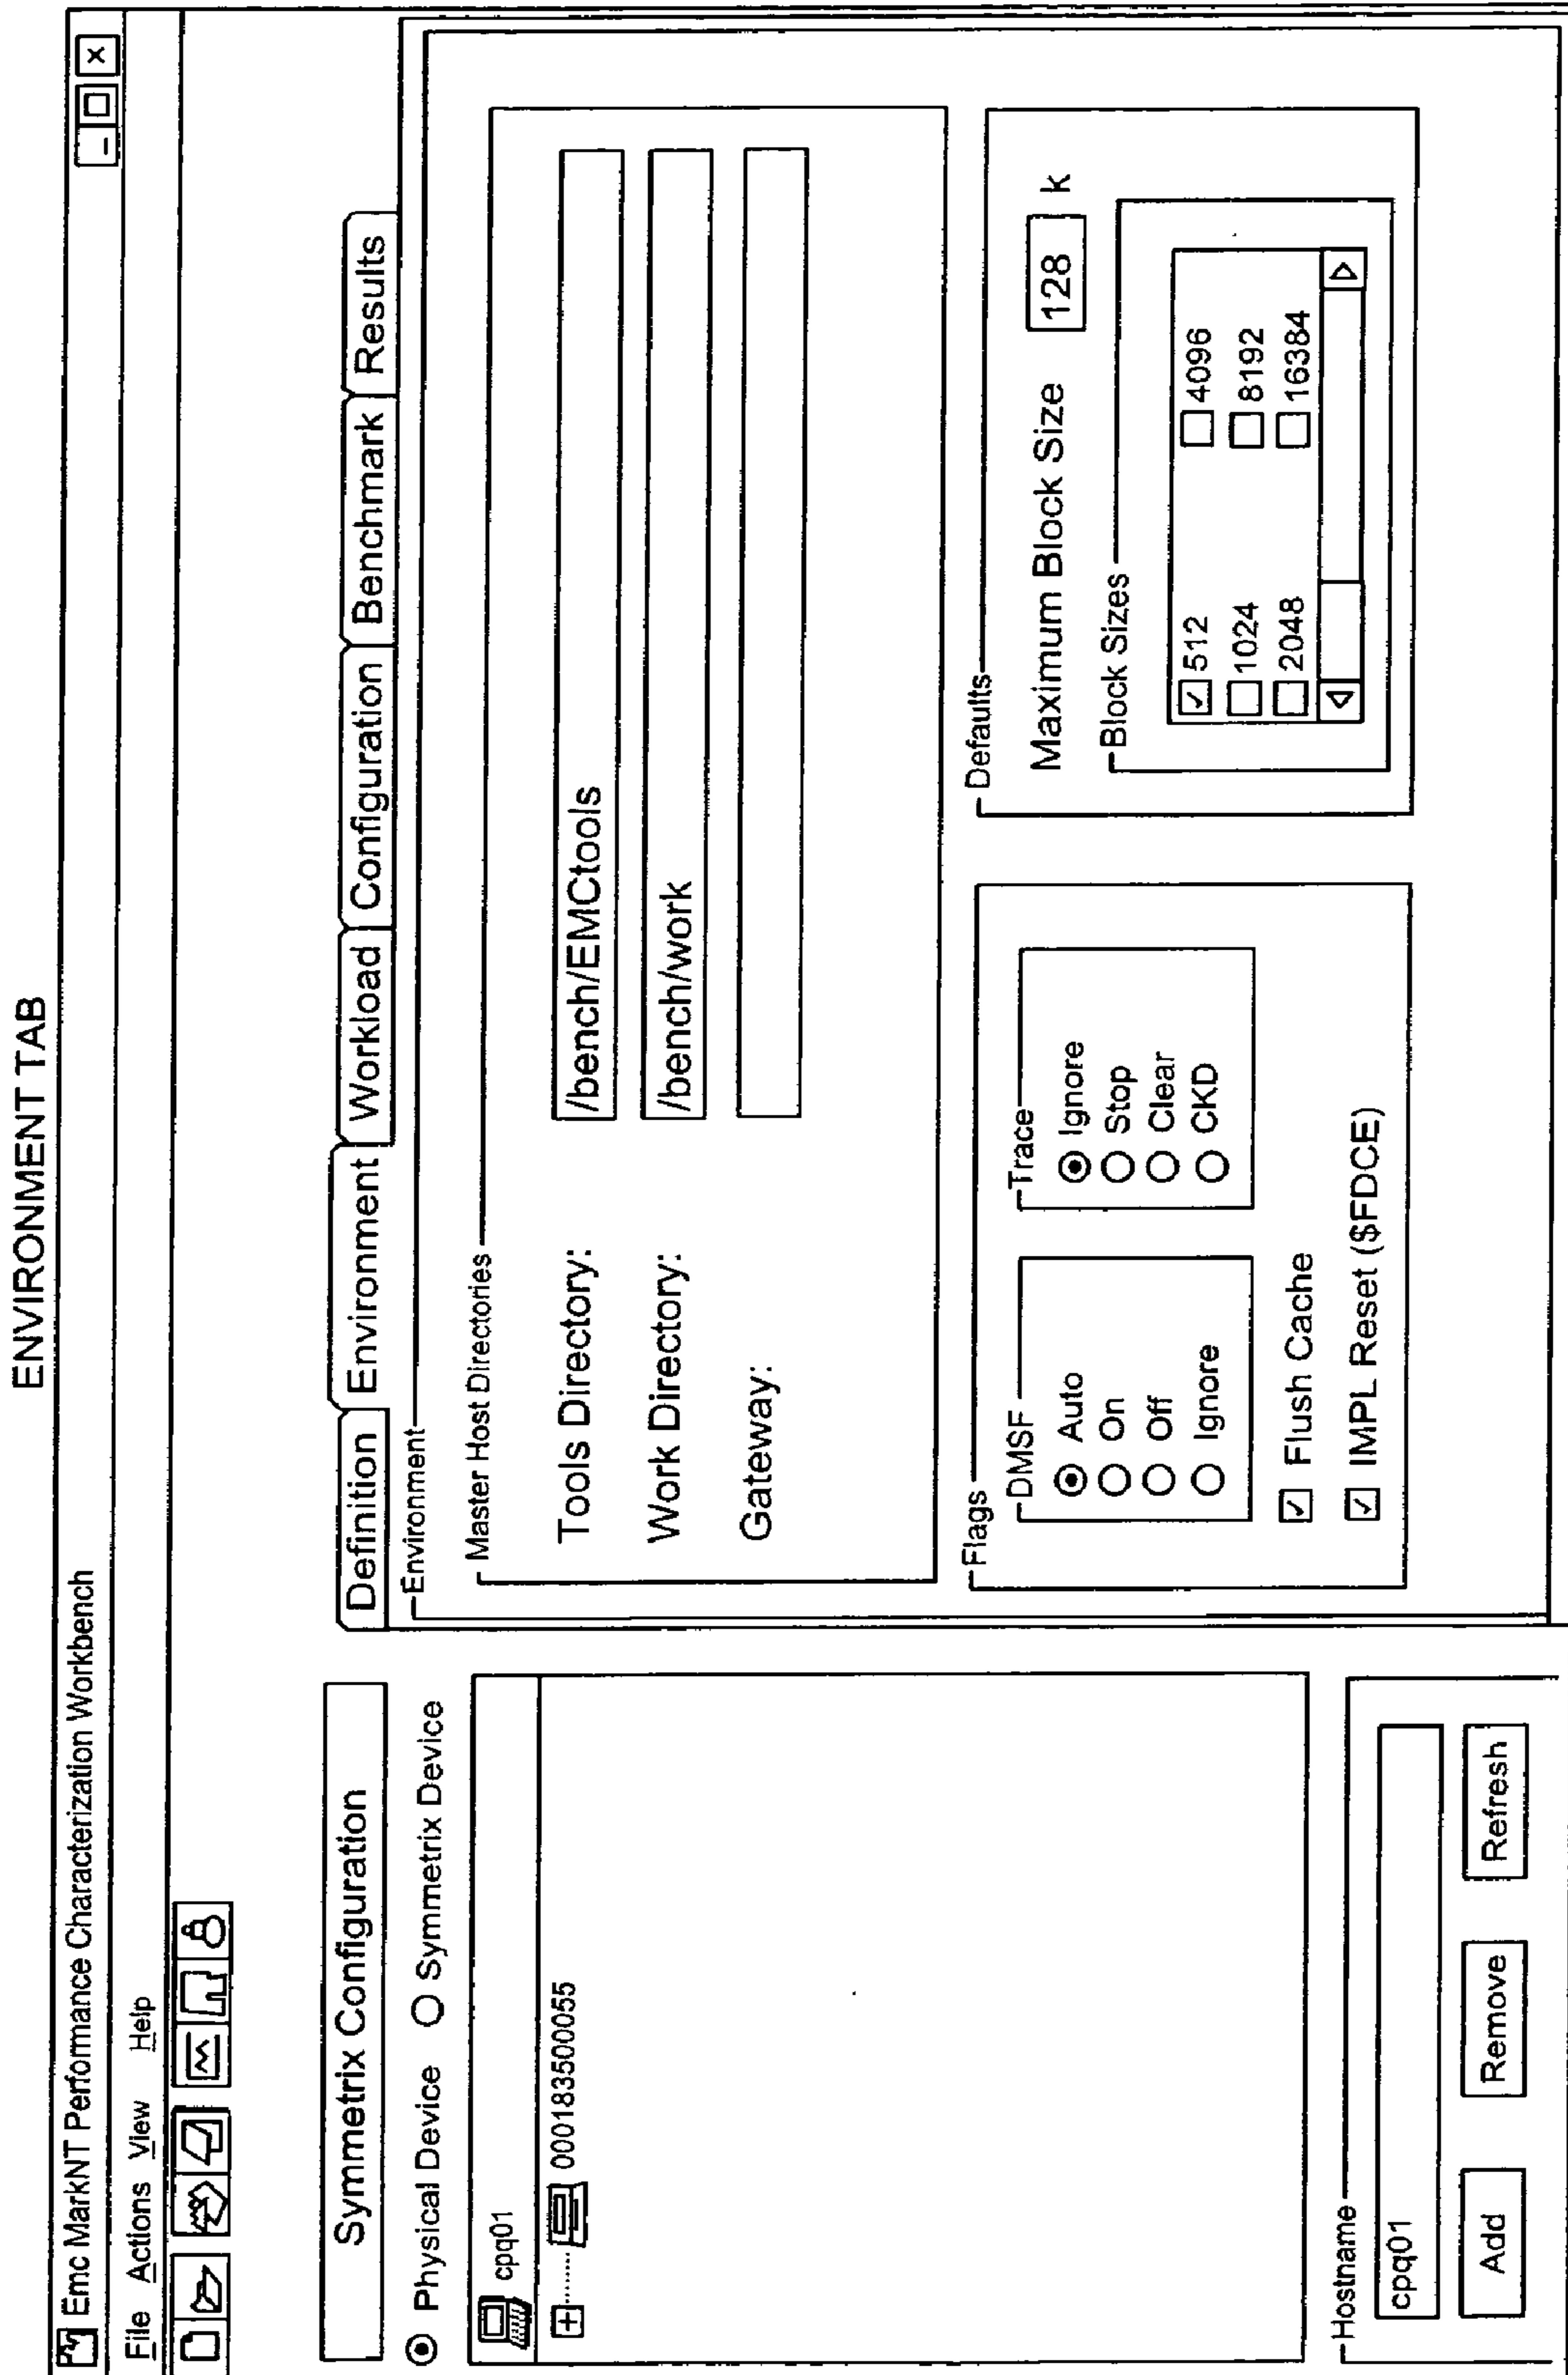 ENVIRONMENT TAB
Emc MarkNT Performance Characterization Workbench
File Actions View Help
Symmetrix Configuration
Physical Device Symmetrix Device
cpq01
000183500055
Hostname
cpq01
Add Remove Refresh
Definition Environment Workload Configuration Benchmark Results
Environment
Master Host Directories
Tools Directory: /bench/EMCtools
Work Directory: /bench/work
Gateway:
Flags
DMSF
Auto
On
Off
Ignore
Trace
Ignore
Stop
Clear
CKD
Flush Cache
IMPL Reset ($FDCE)
Defaults
Maximum Block Size 128 k
Block Sizes
512 4096
1024 8192
2048 16384